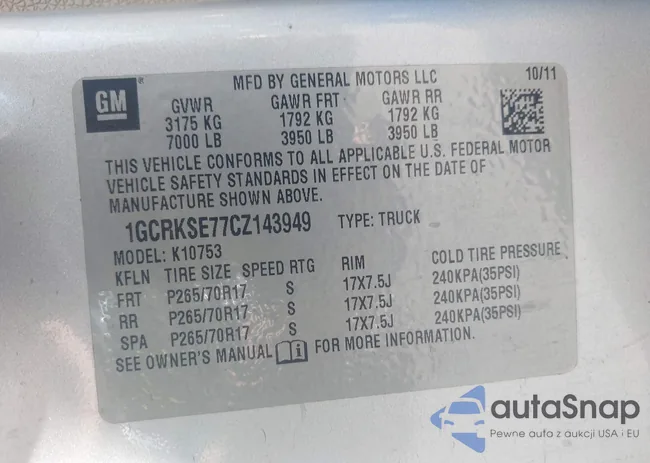 GM
MFD BY GENERAL MOTORS LLC 10/11
GVWR GAWR FRT GAWR RR
3175 KG 1792 KG 1792 KG
7000 LB 3950 LB 3950 LB
THIS VEHICLE CONFORMS TO ALL APPLICABLE U.S. FEDERAL MOTOR
VEHICLE SAFETY STANDARDS IN EFFECT ON THE DATE OF
MANUFACTURE SHOWN ABOVE.
1GCRKSE77CZ143949 TYPE: TRUCK
MODEL: K10753
KFLN TIRE SIZE SPEED RTG RIM COLD TIRE PRESSURE
FRT P265/70R17 S 17X7.5J 240KPA(35PSI)
RR P265/70R17 S 17X7.5J 240KPA(35PSI)
SPA P265/70R17 S 17X7.5J 240KPA(35PSI)
SEE OWNER'S MANUAL i FOR MORE INFORMATION.
autaSnap
Pewne auta z aukcji USA i EU